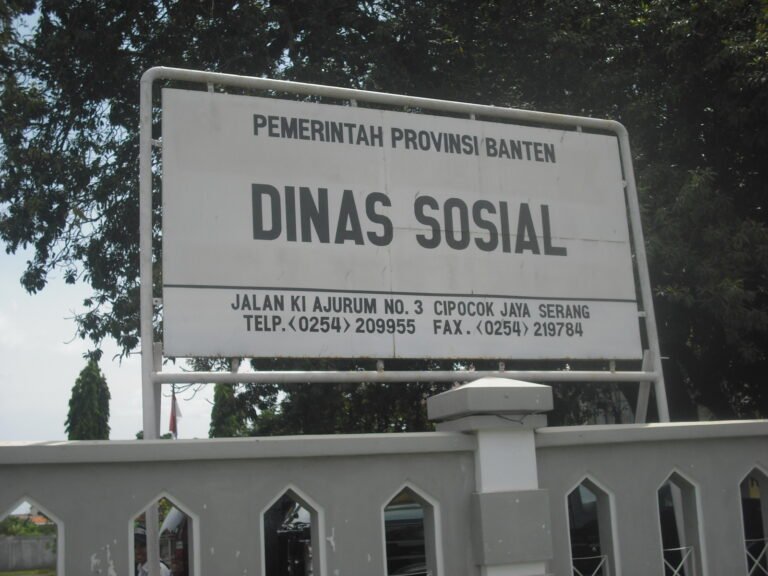 PEMERINTAH PROVINSI BANTEN
DINAS SOSIAL
JALAN KI AJURUM NO. 3 CIPOCOK JAYA SERANG
TELP. <0254> 209955 FAX. <0254> 219784